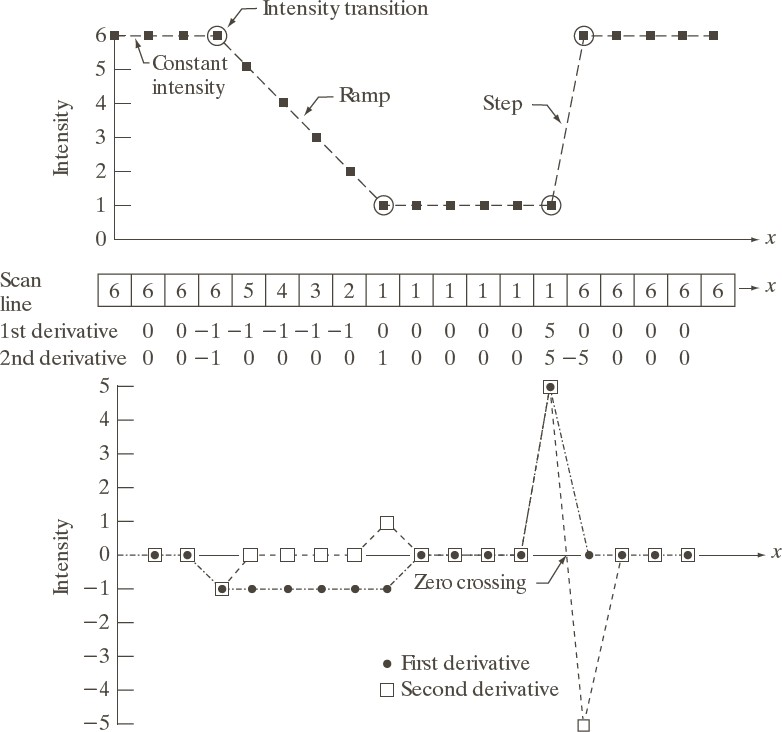 Intensity transition
6
Constant
intensity
5
4
Ramp
Step
3
2
1
0
Intensity
x
Scan
line
6 6 6 6 5 4 3 2 1 1 1 1 1 1 6 6 6 6 6
x
1st derivative 0 0 −1 −1 −1 −1 −1 0 0 0 0 0 0 5 0 0 0 0
2nd derivative 0 0 −1 0 0 0 0 1 0 0 0 0 0 5 −5 0 0 0
5
4
3
2
1
0
−1
−2
−3
−4
−5
Intensity
x
Zero crossing
First derivative
Second derivative